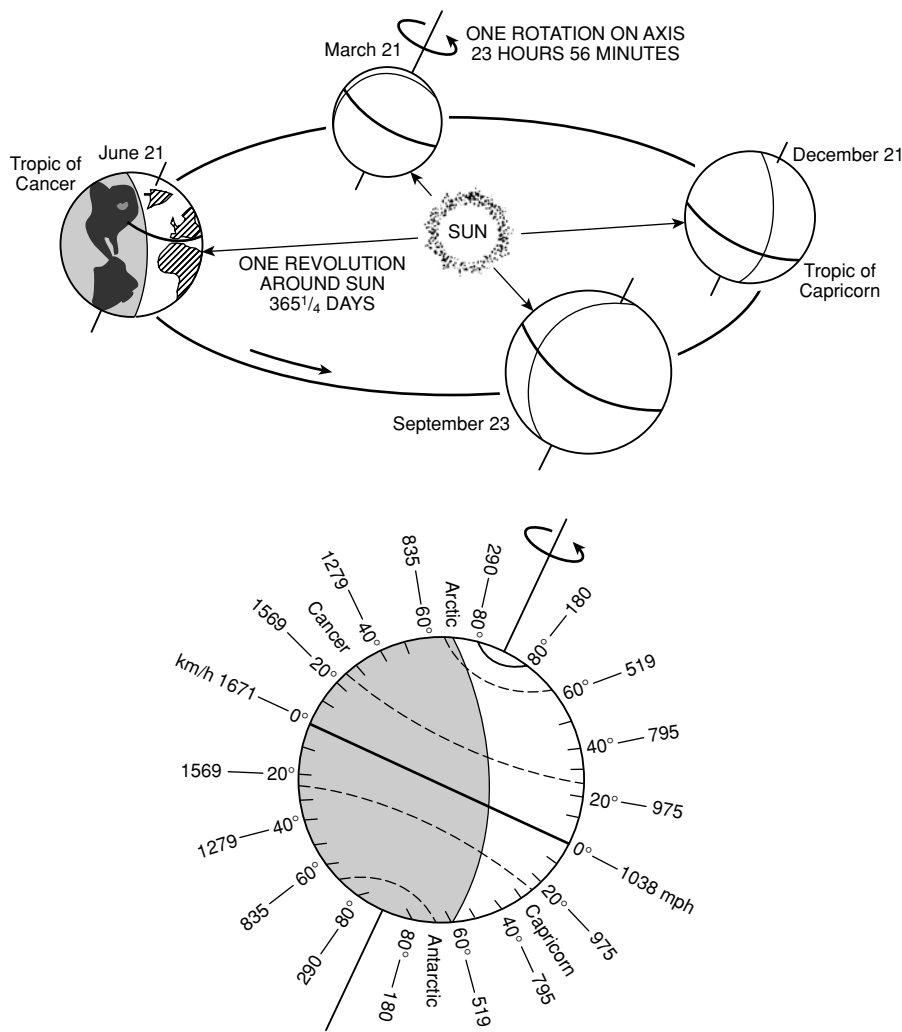 ONE ROTATION ON AXIS
23 HOURS 56 MINUTES
March 21
June 21
Tropic of
Cancer
December 21
SUN
ONE REVOLUTION
AROUND SUN
365 1/4 DAYS
Tropic of
Capricorn
September 23
290
835
Arctic
1279
80°
180
60°
Cancer
80°
1569
40°
519
20°
60°
km/h 1671
0°
40° 795
1569
20°
20° 975
1279
40°
0°
1038 mph
60°
20°
835
80°
Capricorn
975
40°
290
80°
Antarctic
60°
795
180
519